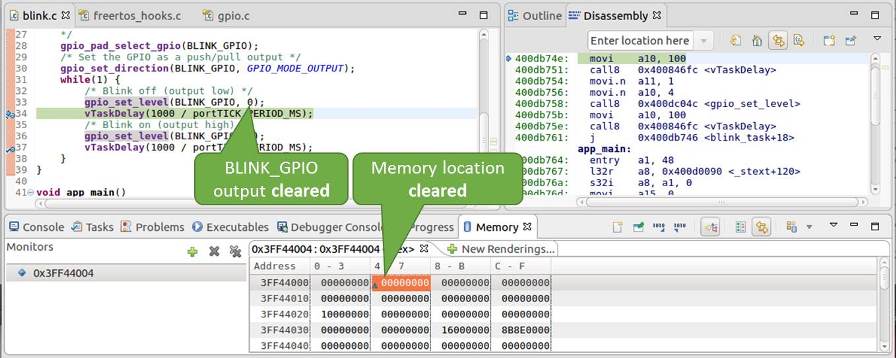 blink.c freertos_hooks.c gpio.c
27 */
28 gpio_pad_select_gpio(BLINK_GPIO);
29 /* Set the GPIO as a push/pull output */
30 gpio_set_direction(BLINK_GPIO, GPIO_MODE_OUTPUT);
31 while(1) {
32 /* Blink off (output low) */
33 gpio_set_level(BLINK_GPIO, 0);
34 vTaskDelay(1000 / portTICK_PERIOD_MS);
35 /* Blink on (output high)
36 gpio_set_level(BLINK_GPIO,
37 vTaskDelay(1000 / portTICK_PERIOD_MS);
38 }
39 }
40
41 void app_main()
BLINK_GPIO
output cleared
Memory location
cleared
Outline Disassembly
Enter location here
400db74e: movi a10, 100
400db751: call8 0x400846fc <vTaskDelay>
400db754: movi.n a11, 1
400db756: movi.n a10, 4
400db758: call8 0x400dc04c <gpio_set_level>
400db75b: movi a10, 100
400db75e: call8 0x400846fc <vTaskDelay>
400db761: j 0x400db746 <blink_task+18>
app_main:
400db764: entry a1, 48
400db767: l32r a8, 0x400d0090 <_stext+120>
400db76a: s32i a8, a1, 0
400db76d: movi a15, 0
Console Tasks Problems Executables Debugger Console Progress Memory
Monitors
0x3FF44004
0x3FF44004 : 0x3FF44004 <Hex> New Renderings...
Address 0 - 3 4 - 7 8 - B C - F
3FF44000 00000000 00000000 00000000 00000000
3FF44010 00000000 00000000 00000000 00000000
3FF44020 10000000 00000000 00000000 00000000
3FF44030 00000000 00000000 16000000 8B8E0000
3FF44040 00000000 00000000 00000000 00000000